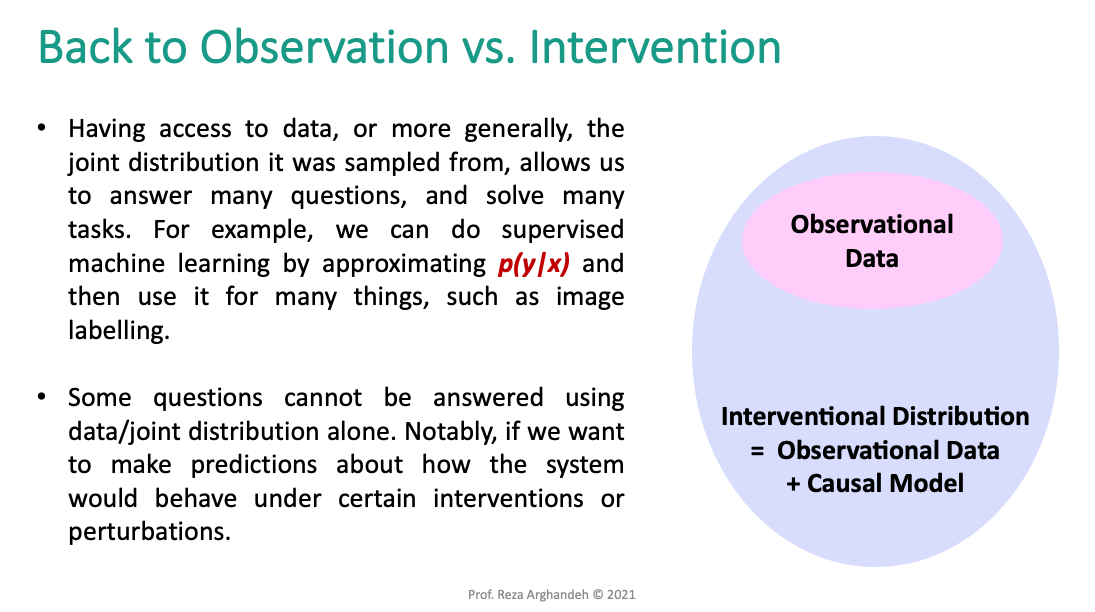 Back to Observation vs. Intervention
• Having access to data, or more generally, the
joint distribution it was sampled from, allows us
to answer many questions, and solve many
tasks. For example, we can do supervised
machine learning by approximating p(y|x) and
then use it for many things, such as image
labelling.
• Some questions cannot be answered using
data/joint distribution alone. Notably, if we want
to make predictions about how the system
would behave under certain interventions or
perturbations.
Observational
Data
Interventional Distribution
= Observational Data
+ Causal Model
Prof. Reza Arghandeh © 2021